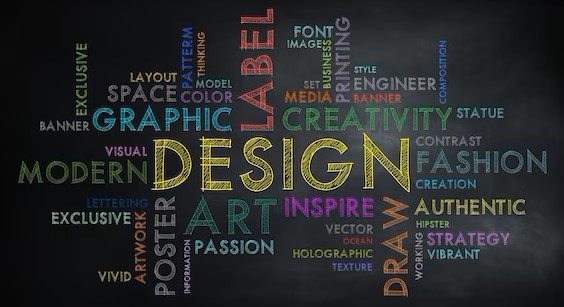 EXCLUSIVE
PATTERM
THINKING
LABEL
FONT
IMAGES
BUSINESS
PRINTING
STYLE
COMPOSITION
LAYOUT
MODEL
SPACE
COLOR
SET
ENGINEER
MEDIA
BANNER
BANNER
GRAPHIC
CREATIVITY
STATUE
VISUAL
MODERN
DESIGN
CONTRAST
FASHION
CREATION
LETTERING
EXCLUSIVE
ARTWORK
POSTER
ART
INSPIRE
DRAW
AUTHENTIC
HIPSTER
VECTOR
OCEAN
STRATEGY
PASSION
HOLOGRAPHIC
WORKING
VIBRANT
VIVID
INFORMATION
TEXTURE